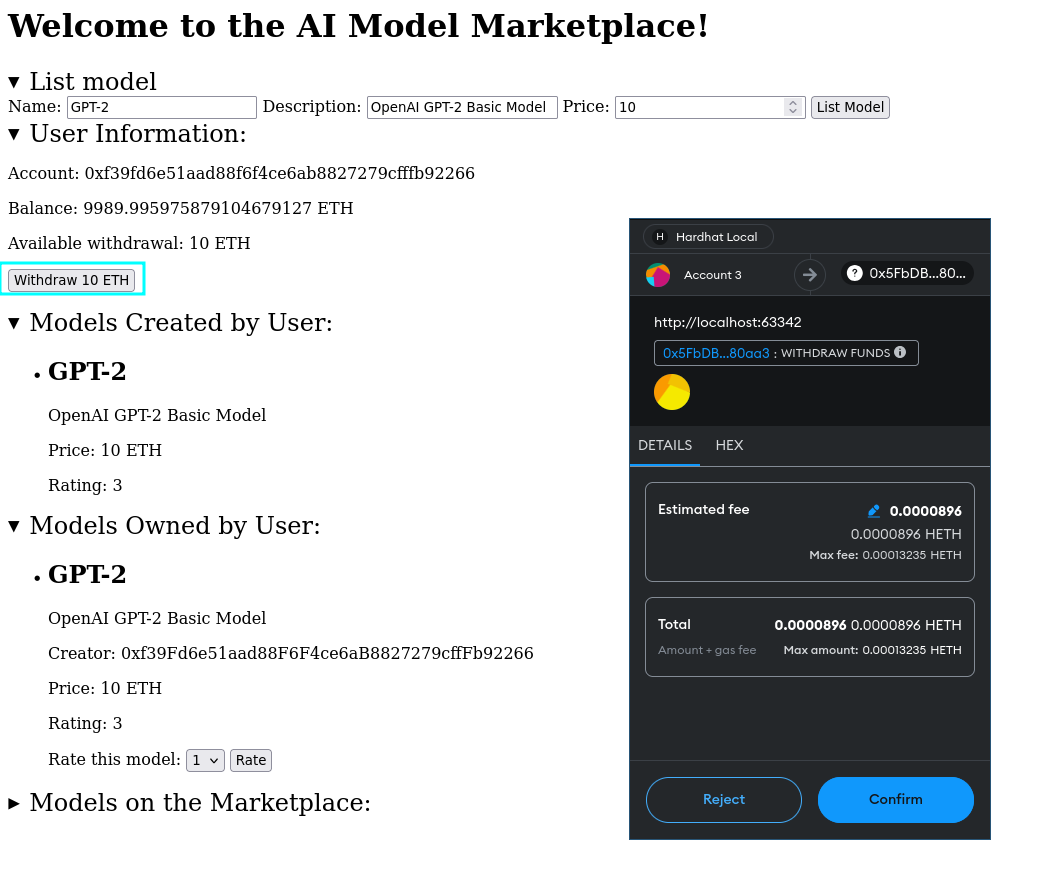 Welcome to the AI Model Marketplace!
▼ List model
Name: GPT-2 Description: OpenAI GPT-2 Basic Model Price: 10 List Model
▼ User Information:
Account: 0xf39fd6e51aad88f6f4ce6ab8827279cfffb92266
Balance: 9989.995975879104679127 ETH
Available withdrawal: 10 ETH
Withdraw 10 ETH
▼ Models Created by User:
• GPT-2
OpenAI GPT-2 Basic Model
Price: 10 ETH
Rating: 3
▼ Models Owned by User:
• GPT-2
OpenAI GPT-2 Basic Model
Creator: 0xf39Fd6e51aad88F6F4ce6aB8827279cffFb92266
Price: 10 ETH
Rating: 3
Rate this model: 1 Rate
▶ Models on the Marketplace:
H Hardhat Local
Account 3 ? 0x5FbDB...80...
http://localhost:63342
0x5FbDB...80aa3 : WITHDRAW FUNDS
DETAILS HEX
Estimated fee 0.0000896
0.0000896 HETH
Max fee: 0.00013235 HETH
Total 0.0000896 0.0000896 HETH
Amount + gas fee Max amount: 0.00013235 HETH
Reject Confirm